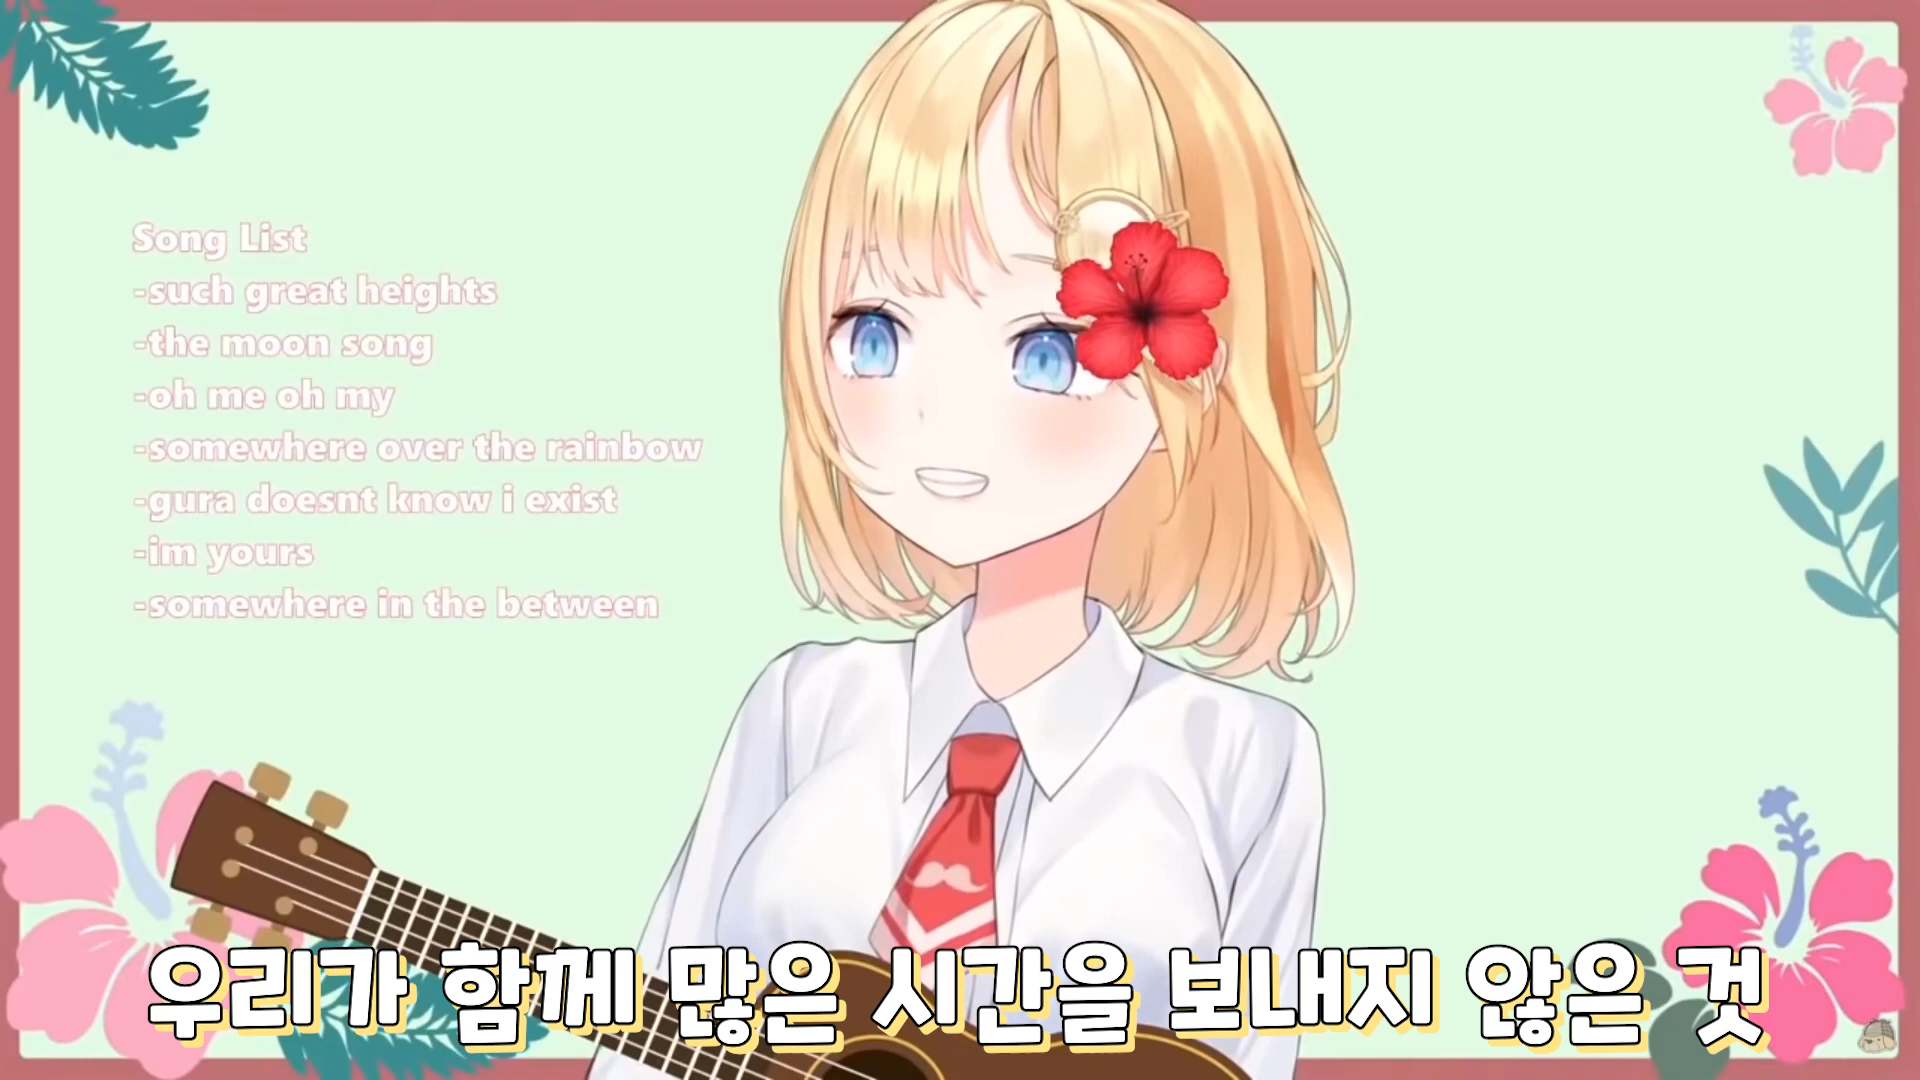 Song List
-such great heights
-the moon song
-oh me oh my
-somewhere over the rainbow
-gura doesnt know i exist
-im yours
-somewhere in the between
우리가 함께 많은 시간을 보내지 않은 것